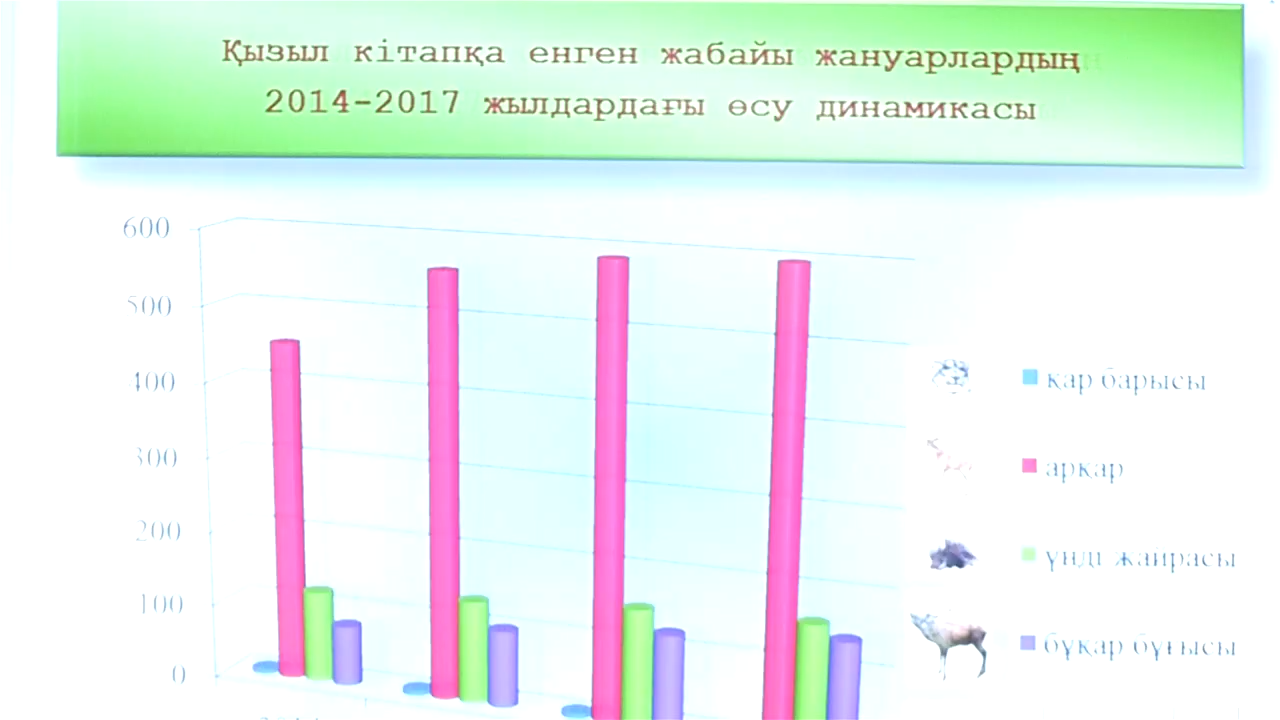 Қызыл кітапқа енген жабайы жануарлардың
2014-2017 жылдардағы өсу динамикасы
600
500
400
300
200
100
0
қар барысы
арқар
үнді жайрасы
бұқар бұғысы